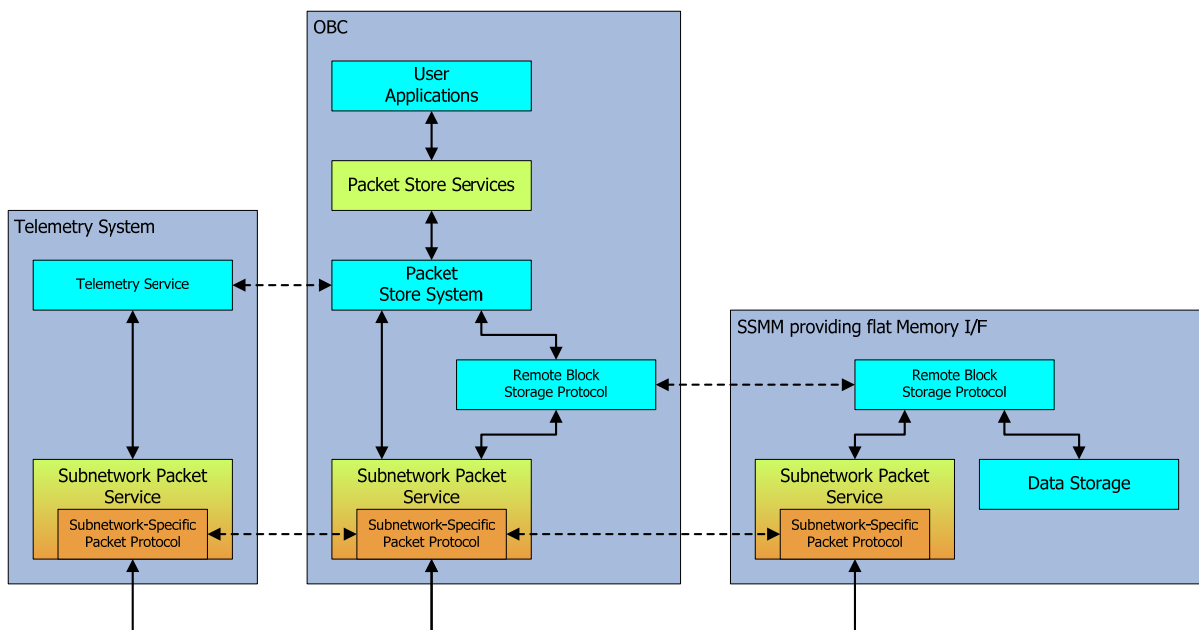 OBC
User
Applications
Packet Store Services
Telemetry System
Telemetry Service
Packet
Store System
SSMM providing flat Memory I/F
Remote Block
Storage Protocol
Remote Block
Storage Protocol
Subnetwork Packet
Service
Subnetwork-Specific
Packet Protocol
Subnetwork Packet
Service
Subnetwork-Specific
Packet Protocol
Subnetwork Packet
Service
Subnetwork-Specific
Packet Protocol
Data Storage